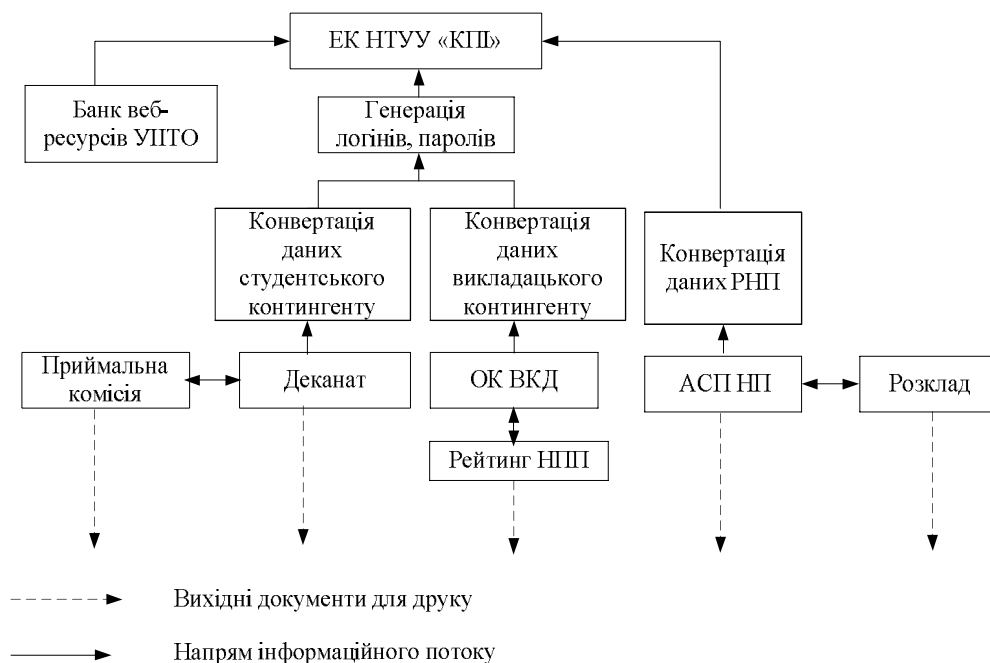 ЕК НТУУ «КПІ»
Банк веб-
ресурсів УПТО
Генерація
логінів, паролів
Конвертація
даних
студентського
контингенту
Конвертація
даних
викладацького
контингенту
Конвертація
даних РНП
Приймальна
комісія
Деканат
ОК ВКД
АСП НП
Розклад
Рейтинг НПП
Вихідні документи для друку
Напрям інформаційного потоку